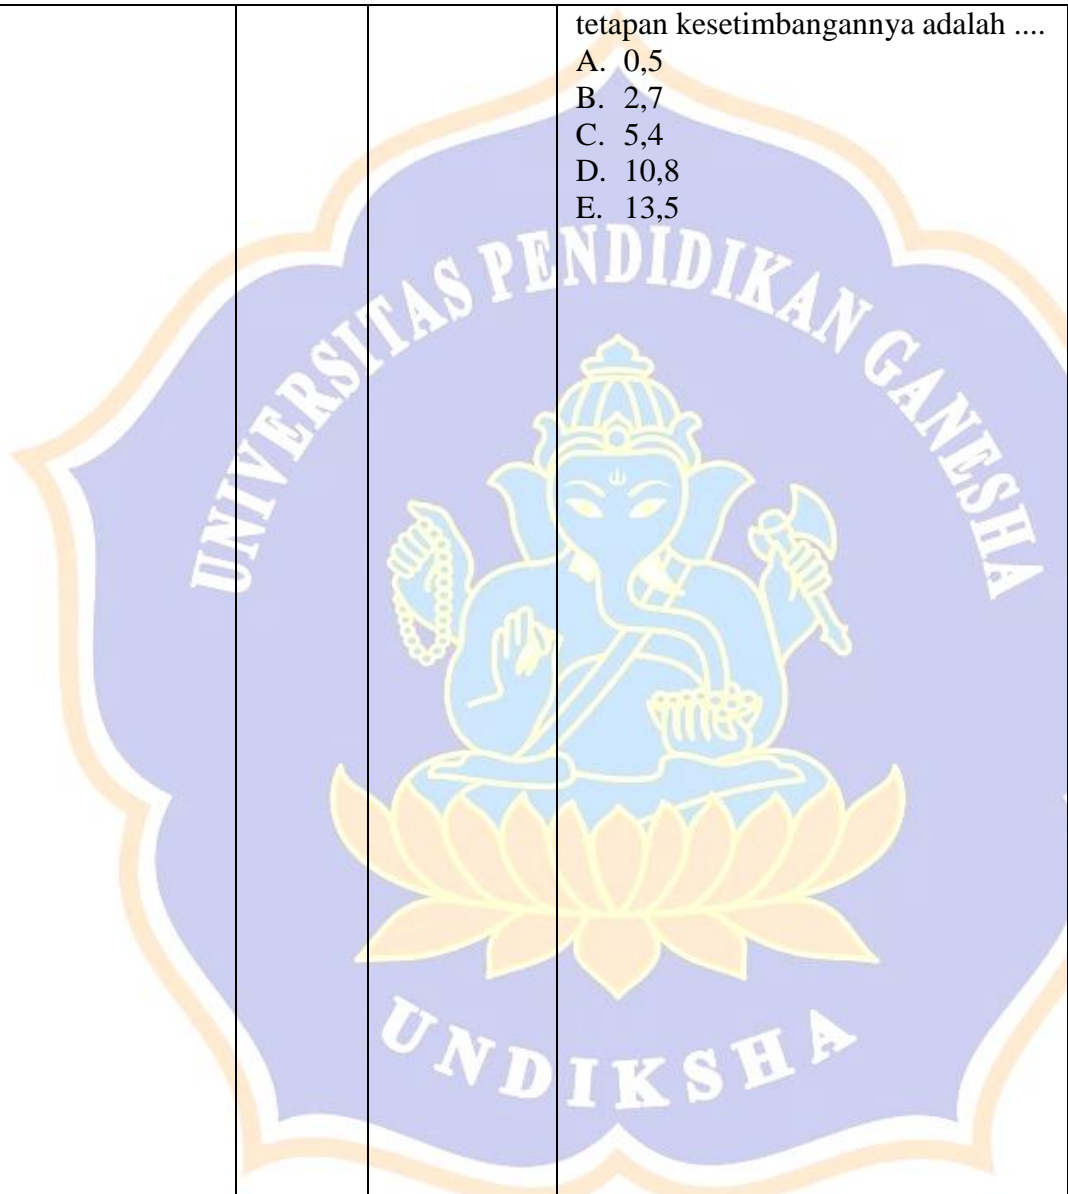 tetapan kesetimbangannya adalah ....
A. 0,5
B. 2,7
C. 5,4
D. 10,8
E. 13,5
UNIVERSITAS PENDIDIKAN GANESHA
UNDIKSHA